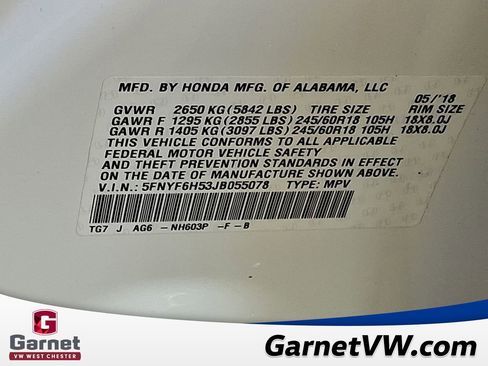 MFD. BY HONDA MFG. OF ALABAMA, LLC
05/'18
GVWR 2650 KG (5842 LBS) TIRE SIZE RIM SIZE
GAWR F 1295 KG (2855 LBS) 245/60R18 105H 18X8.0J
GAWR R 1405 KG (3097 LBS) 245/60R18 105H 18X8.0J
THIS VEHICLE CONFORMS TO ALL APPLICABLE
FEDERAL MOTOR VEHICLE SAFETY
AND THEFT PREVENTION STANDARDS IN EFFECT
ON THE DATE OF MANUFACTURE SHOWN ABOVE.
V.I.N.: 5FNYF6H53JB055078 TYPE: MPV
TG7 J AG6 -NH603P -F -B
Garnet
VW WEST CHESTER
GarnetVW.com